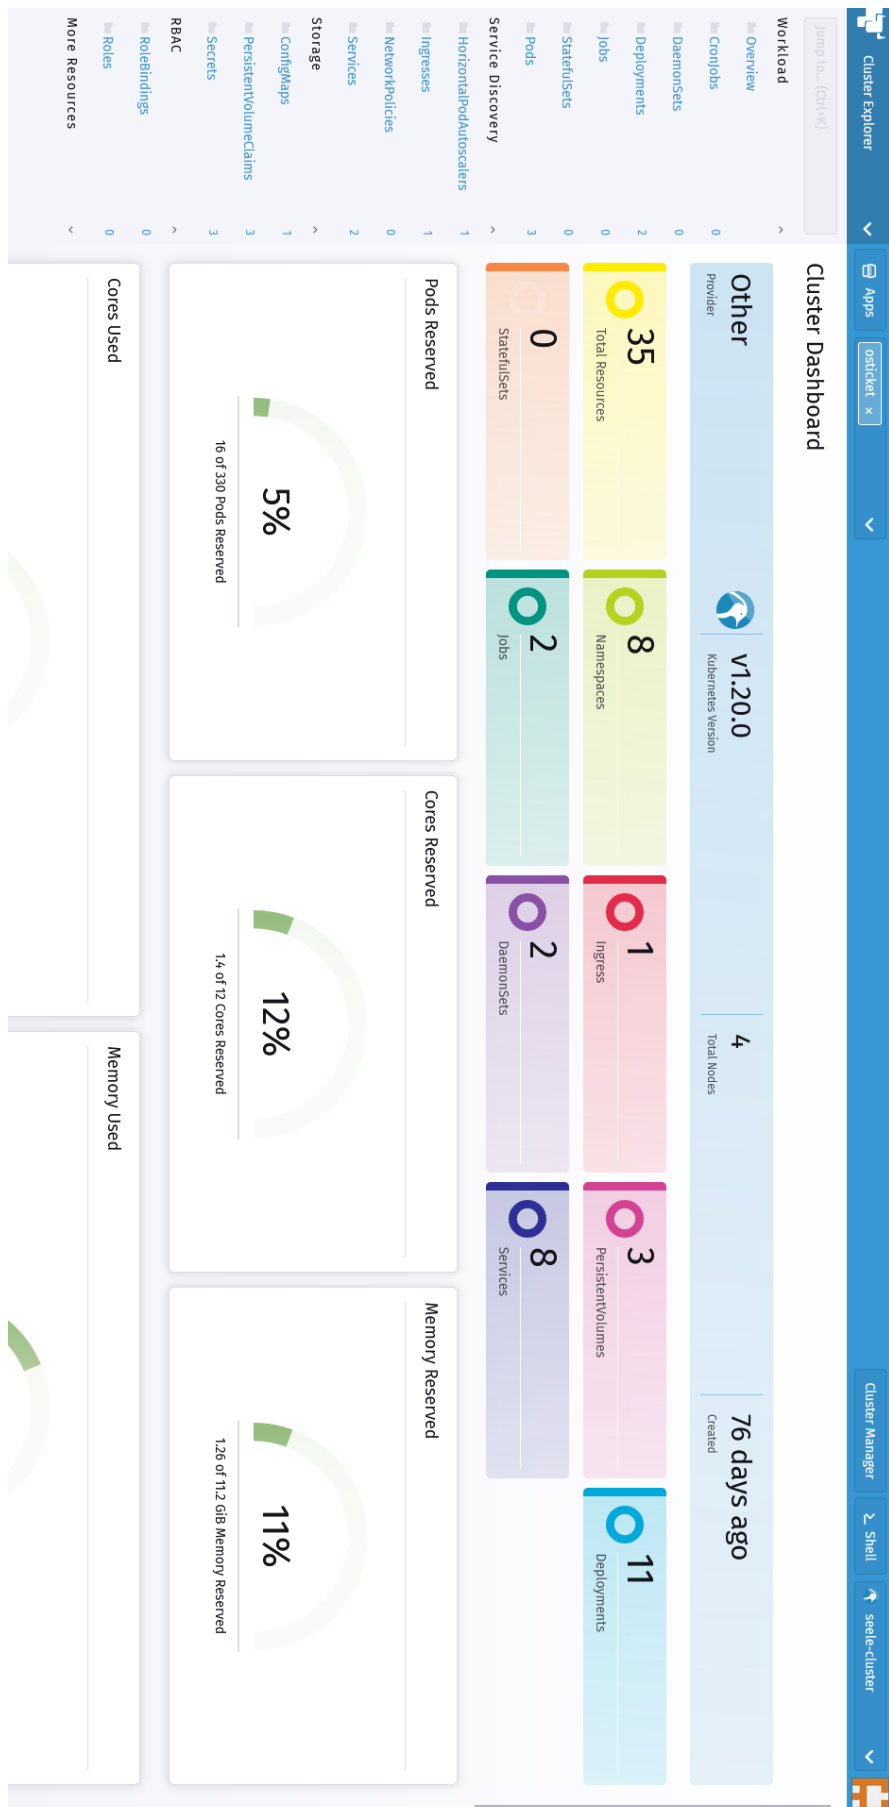 Cluster Explorer
Apps
osticket ×
Cluster Manager
Shell
seele-cluster
Jump to... (Ctrl+K)
Workload
Overview
CronJobs 0
DaemonSets 0
Deployments 2
Jobs 0
StatefulSets 0
Pods 3
Service Discovery
HorizontalPodAutoscalers 1
Ingresses 1
NetworkPolicies 0
Services 2
Storage
ConfigMaps 1
PersistentVolumeClaims 3
Secrets 3
RBAC
RoleBindings 0
Roles 0
More Resources
Cluster Dashboard
Other
Provider
v1.20.0
Kubernetes Version
4
Total Nodes
76 days ago
Created
35
Total Resources
8
Namespaces
1
Ingress
3
PersistentVolumes
11
Deployments
0
StatefulSets
2
Jobs
2
DaemonSets
8
Services
Pods Reserved
5%
16 of 330 Pods Reserved
Cores Reserved
12%
1.4 of 12 Cores Reserved
Memory Reserved
11%
1.26 of 11.2 GiB Memory Reserved
Cores Used
Memory Used